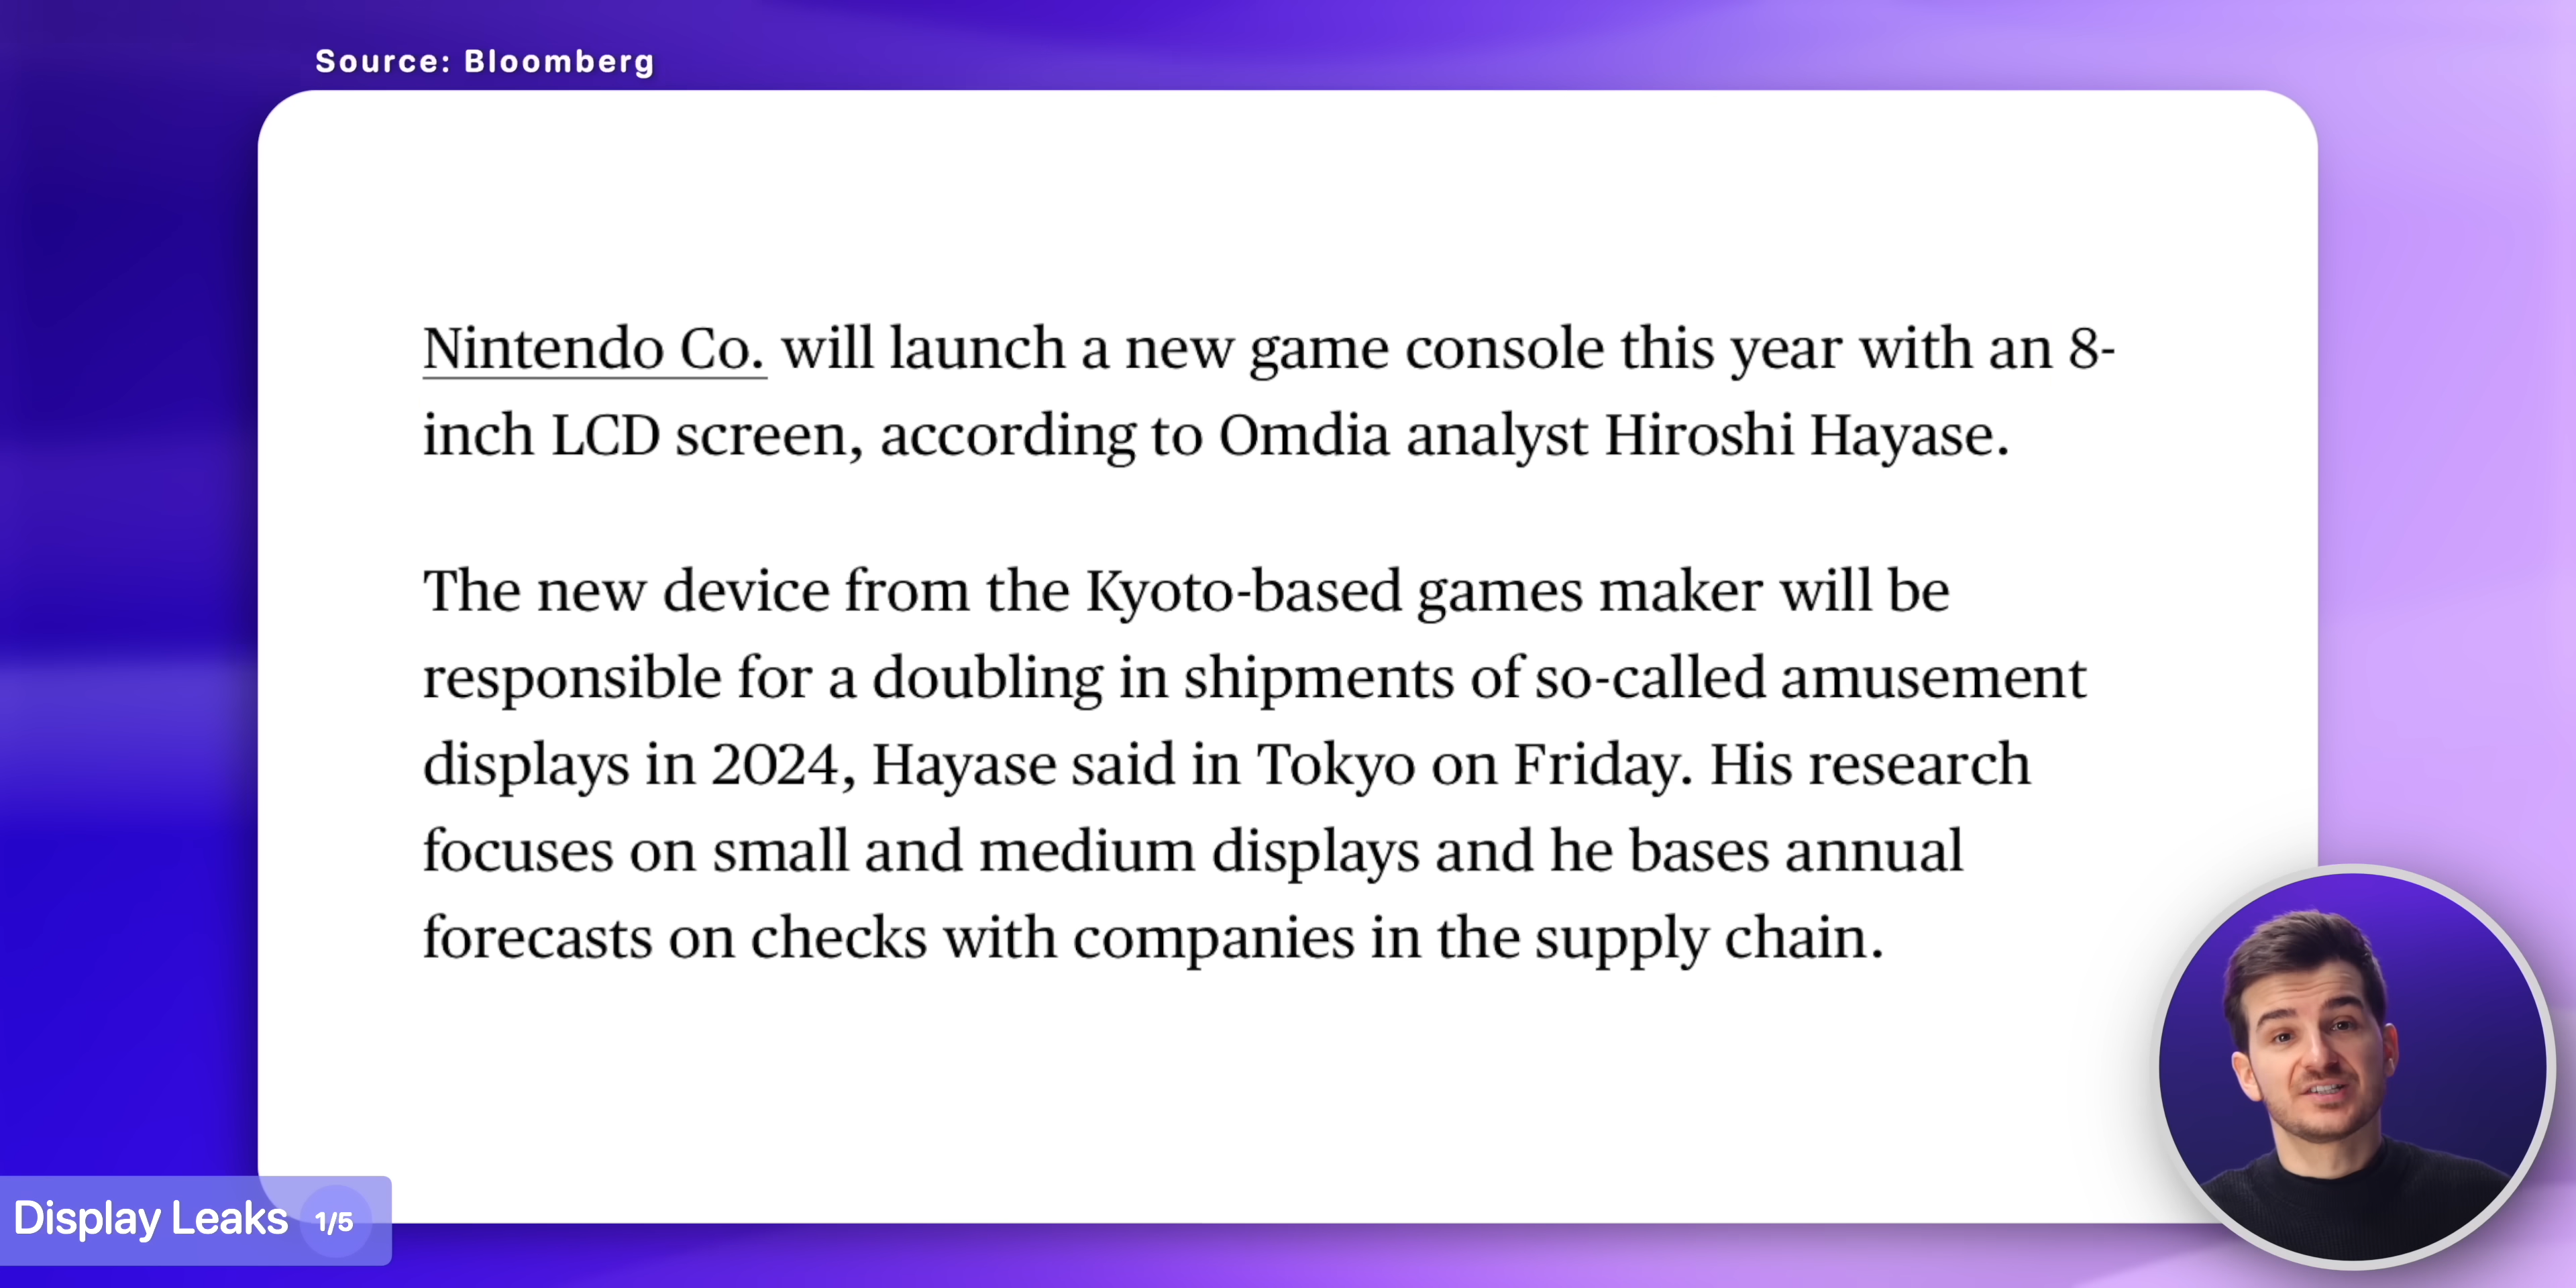 Source: Bloomberg
Nintendo Co. will launch a new game console this year with an 8-
inch LCD screen, according to Omdia analyst Hiroshi Hayase.
The new device from the Kyoto-based games maker will be
responsible for a doubling in shipments of so-called amusement
displays in 2024, Hayase said in Tokyo on Friday. His research
focuses on small and medium displays and he bases annual
forecasts on checks with companies in the supply chain.
Display Leaks 1/5